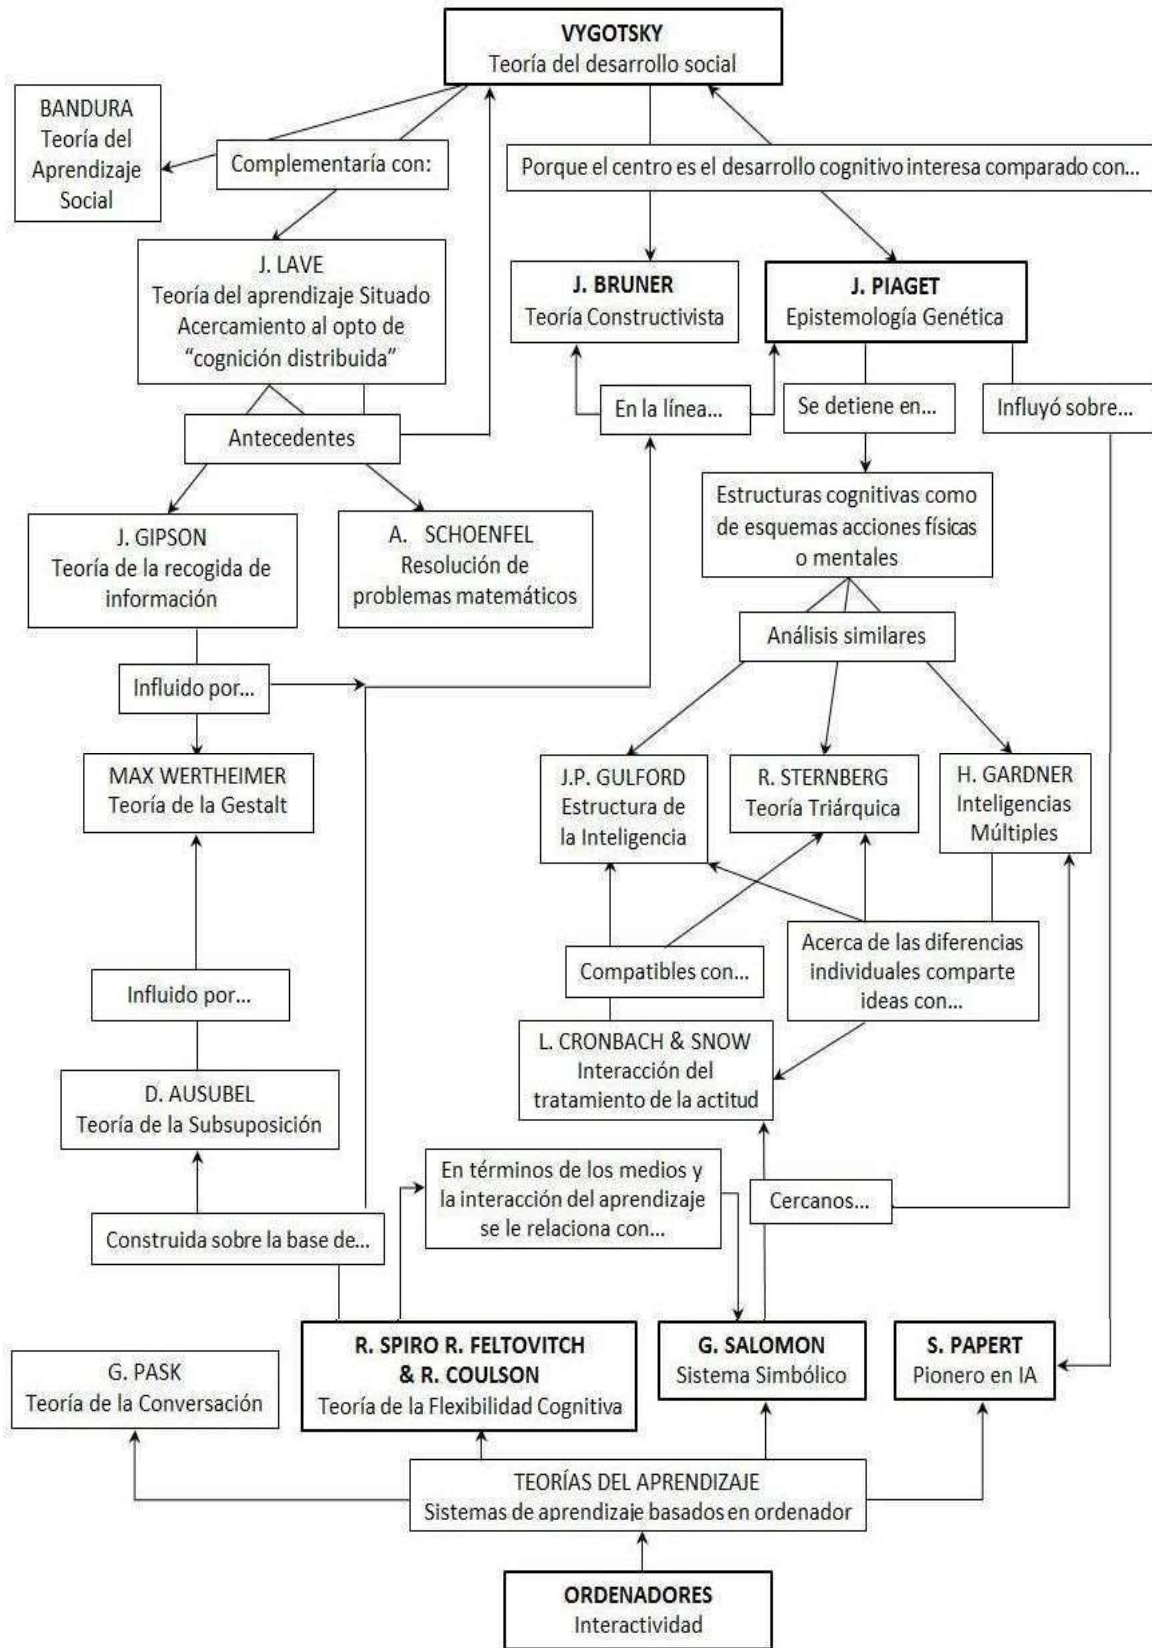 VYGOTSKY
Teoría del desarrollo social
BANDURA
Teoría del
Aprendizaje
Social
Complementaría con:
Porque el centro es el desarrollo cognitivo interesa comparado con...
J. LAVE
Teoría del aprendizaje Situado
Acercamiento al opto de
“cognición distribuida”
J. BRUNER
Teoría Constructivista
J. PIAGET
Epistemología Genética
En la línea...
Se detiene en...
Influyó sobre...
Antecedentes
Estructuras cognitivas como
de esquemas acciones físicas
o mentales
J. GIPSON
Teoría de la recogida de
información
A. SCHOENFEL
Resolución de
problemas matemáticos
Análisis similares
Influido por...
MAX WERTHEIMER
Teoría de la Gestalt
J.P. GULFORD
Estructura de
la Inteligencia
R. STERNBERG
Teoría Triárquica
H. GARDNER
Inteligencias
Múltiples
Compatibles con...
Acerca de las diferencias
individuales comparte
ideas con...
Influido por...
L. CRONBACH & SNOW
Interacción del
tratamiento de la actitud
D. AUSUBEL
Teoría de la Subsuposición
En términos de los medios y
la interacción del aprendizaje
se le relaciona con...
Cercanos...
Construida sobre la base de...
R. SPIRO R. FELTOVITCH
& R. COULSON
Teoría de la Flexibilidad Cognitiva
G. SALOMON
Sistema Simbólico
S. PAPERT
Pionero en IA
G. PASK
Teoría de la Conversación
TEORÍAS DEL APRENDIZAJE
Sistemas de aprendizaje basados en ordenador
ORDENADORES
Interactividad